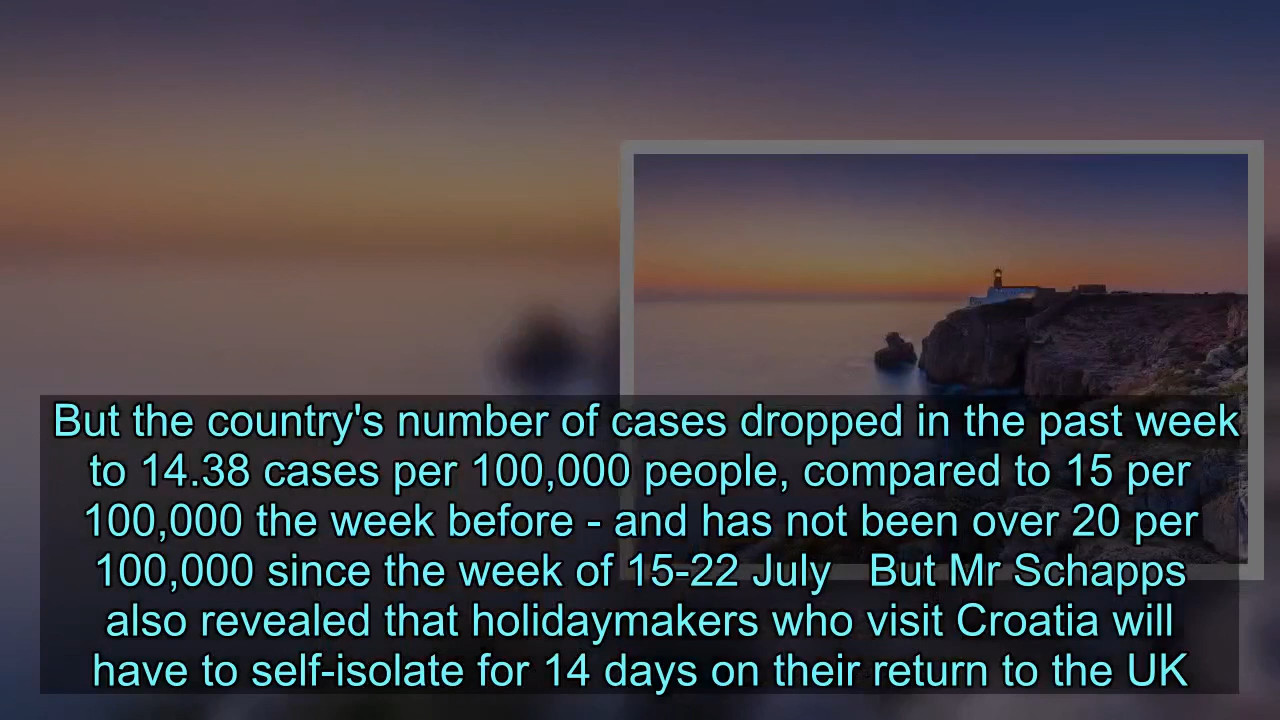 But the country's number of cases dropped in the past week
to 14.38 cases per 100,000 people, compared to 15 per
100,000 the week before - and has not been over 20 per
100,000 since the week of 15-22 July   But Mr Schapps
also revealed that holidaymakers who visit Croatia will
have to self-isolate for 14 days on their return to the UK